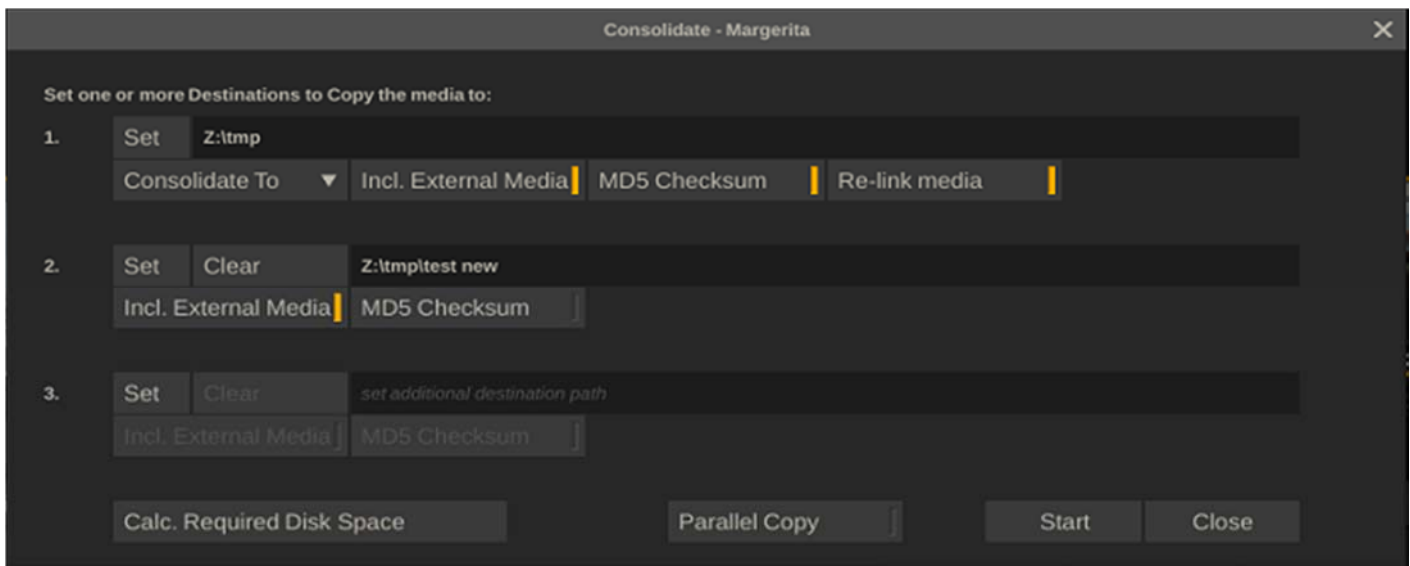 Consolidate - Margerita
Set one or more Destinations to Copy the media to:
1. Set Z:\tmp
Consolidate To Incl. External Media MD5 Checksum Re-link media
2. Set Clear Z:\tmp\test new
Incl. External Media MD5 Checksum
3. Set Clear set additional destination path
Incl. External Media MD5 Checksum
Calc. Required Disk Space Parallel Copy Start Close